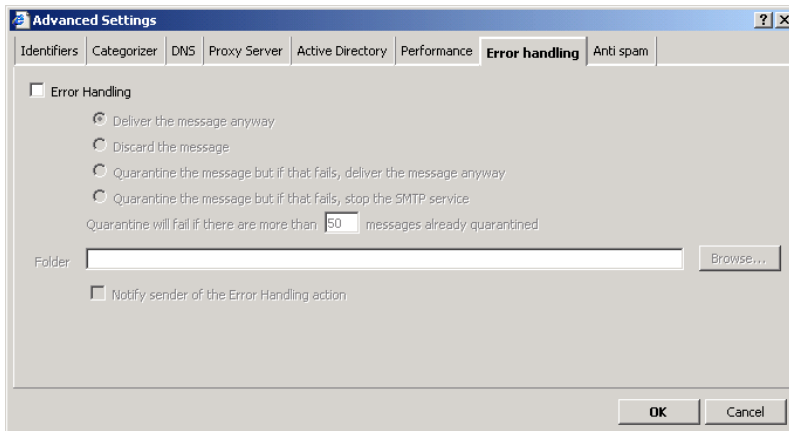 Advanced Settings
Identifiers Categorizer DNS Proxy Server Active Directory Performance Error handling Anti spam
Error Handling
Deliver the message anyway
Discard the message
Quarantine the message but if that fails, deliver the message anyway
Quarantine the message but if that fails, stop the SMTP service
Quarantine will fail if there are more than 50 messages already quarantined
Folder Browse...
Notify sender of the Error Handling action
OK Cancel